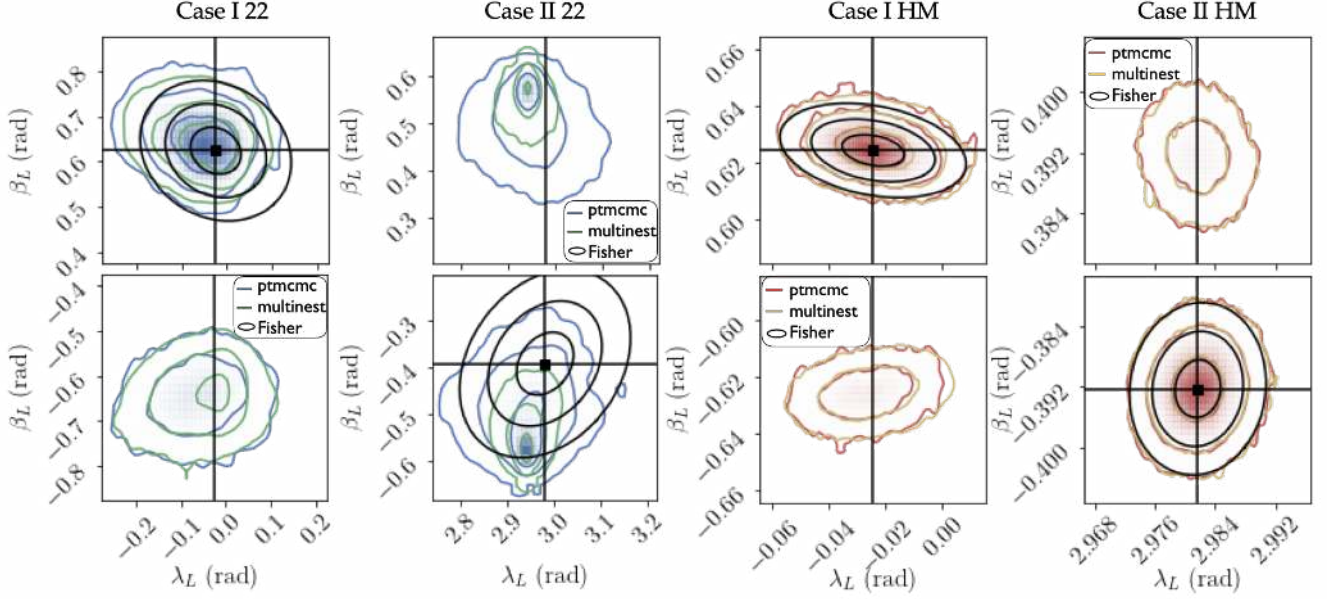 Case I 22
Case II 22
Case I HM
Case II HM
β_L (rad)
0.8
0.7
0.6
0.5
0.4
β_L (rad)
0.6
0.5
0.4
0.3
ptmcmc
multinest
Fisher
β_L (rad)
0.66
0.64
0.62
0.60
β_L (rad)
0.400
0.392
0.384
ptmcmc
multinest
Fisher
β_L (rad)
−0.4
−0.5
−0.6
−0.7
−0.8
ptmcmc
multinest
Fisher
β_L (rad)
−0.3
−0.4
−0.5
−0.6
β_L (rad)
−0.60
−0.62
−0.64
−0.66
ptmcmc
multinest
Fisher
β_L (rad)
−0.384
−0.392
−0.400
−0.2
−0.1
0.0
0.1
0.2
2.8
2.9
3.0
3.1
3.2
−0.06
−0.04
−0.02
0.00
2.968
2.976
2.984
2.992
λ_L (rad)
λ_L (rad)
λ_L (rad)
λ_L (rad)